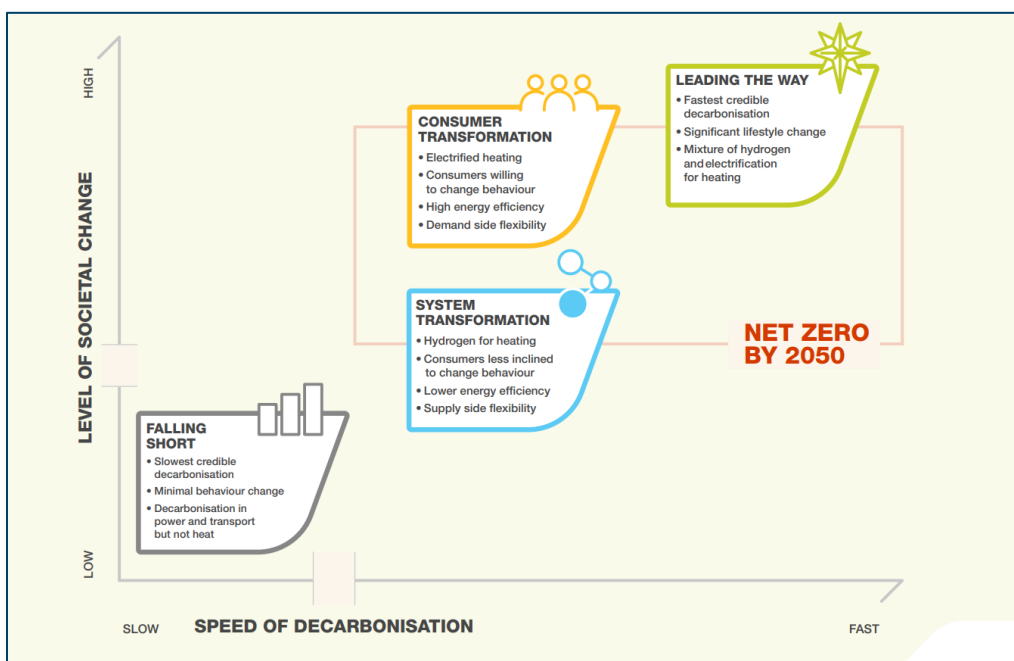 HIGH
LEVEL OF SOCIETAL CHANGE
LOW
CONSUMER
TRANSFORMATION
• Electrified heating
• Consumers willing
to change behaviour
• High energy efficiency
• Demand side flexibility
LEADING THE WAY
• Fastest credible
decarbonisation
• Significant lifestyle change
• Mixture of hydrogen
and electrification
for heating
SYSTEM
TRANSFORMATION
• Hydrogen for heating
• Consumers less inclined
to change behaviour
• Lower energy efficiency
• Supply side flexibility
NET ZERO
BY 2050
FALLING
SHORT
• Slowest credible
decarbonisation
• Minimal behaviour change
• Decarbonisation in
power and transport
but not heat
SLOW
SPEED OF DECARBONISATION
FAST